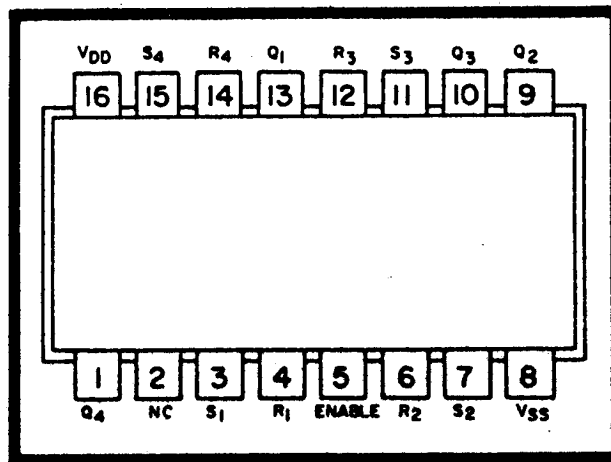 VDD S4 R4 Q1 R3 S3 Q3 Q2
16 15 14 13 12 11 10 9
1 2 3 4 5 6 7 8
Q4 NC S1 R1 ENABLE R2 S2 VSS